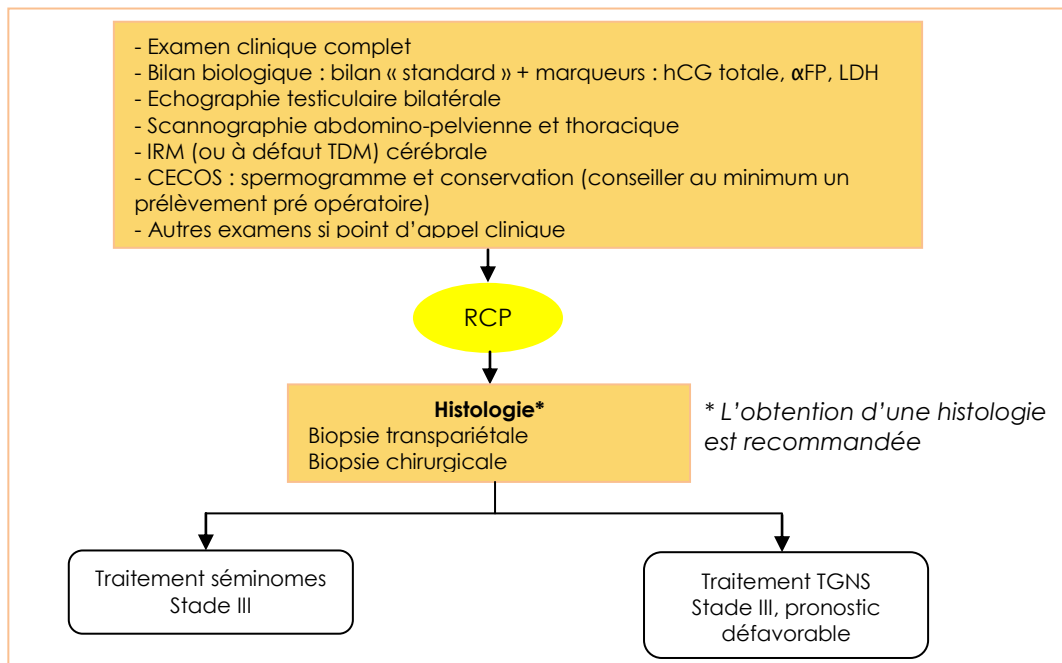 - Examen clinique complet
- Bilan biologique : bilan « standard » + marqueurs : hCG totale, αFP, LDH
- Echographie testiculaire bilatérale
- Scannographie abdomino-pelvienne et thoracique
- IRM (ou à défaut TDM) cérébrale
- CECOS : spermogramme et conservation (conseiller au minimum un
prélèvement pré opératoire)
- Autres examens si point d'appel clinique
RCP
Histologie*
Biopsie transpariétale
Biopsie chirurgicale
* L'obtention d'une histologie
est recommandée
Traitement séminomes
Stade III
Traitement TGNS
Stade III, pronostic
défavorable